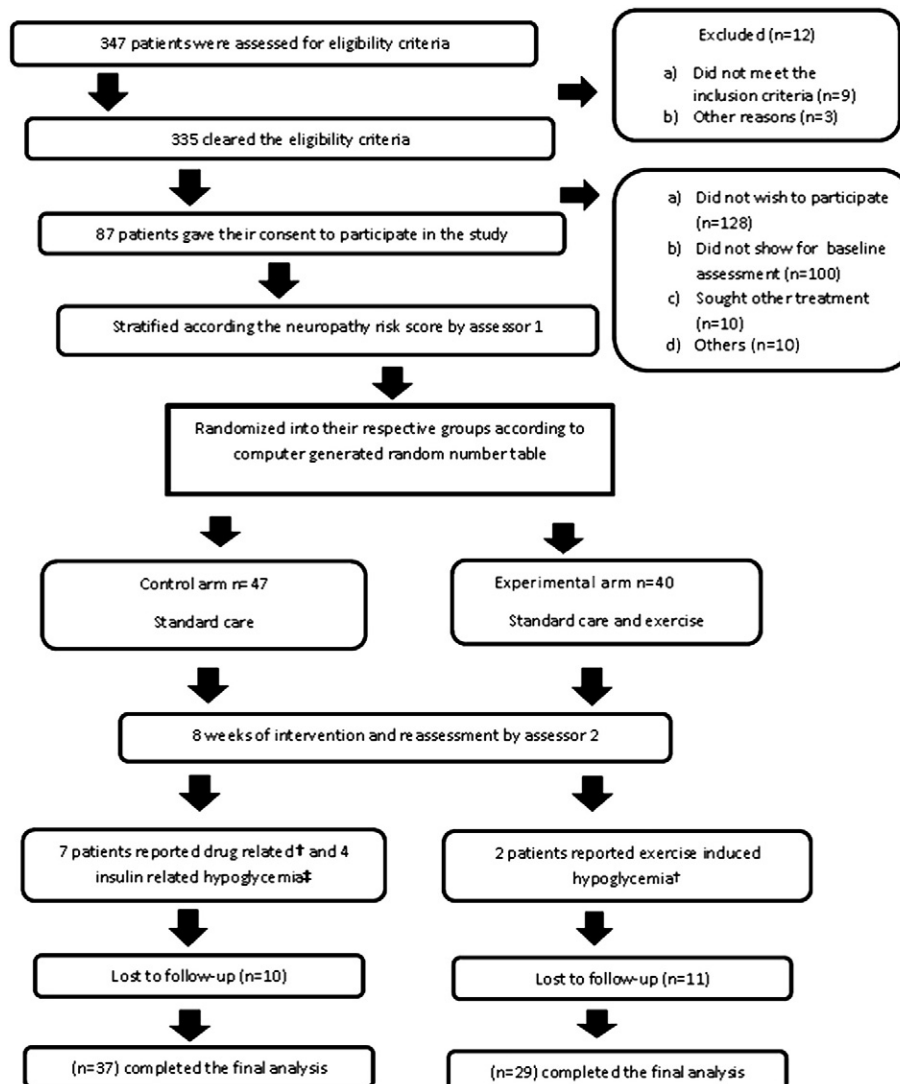 347 patients were assessed for eligibility criteria
Excluded (n=12)
a) Did not meet the
inclusion criteria (n=9)
b) Other reasons (n=3)
335 cleared the eligibility criteria
a) Did not wish to participate
(n=128)
b) Did not show for baseline
assessment (n=100)
c) Sought other treatment
(n=10)
d) Others (n=10)
87 patients gave their consent to participate in the study
Stratified according the neuropathy risk score by assessor 1
Randomized into their respective groups according to
computer generated random number table
Control arm n=47
Standard care
Experimental arm n=40
Standard care and exercise
8 weeks of intervention and reassessment by assessor 2
7 patients reported drug related† and 4
insulin related hypoglycemia‡
2 patients reported exercise induced
hypoglycemia†
Lost to follow-up (n=10)
Lost to follow-up (n=11)
(n=37) completed the final analysis
(n=29) completed the final analysis